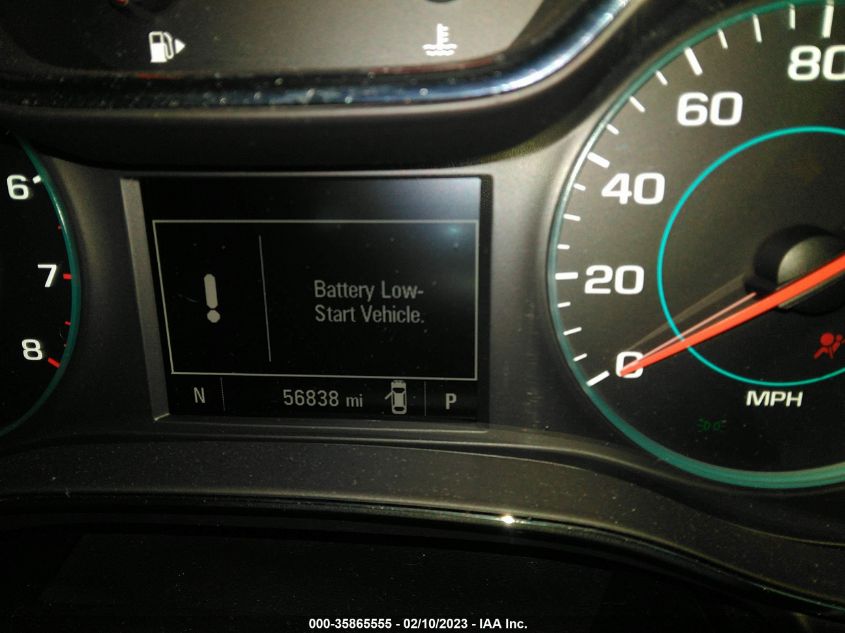 80
60
6
40
7
20
Battery Low-
Start Vehicle.
8
0
N
56838 mi
P
MPH
000-35865555 - 02/10/2023 - IAA Inc.